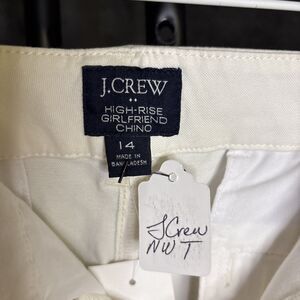 J.CREW
HIGH-RISE
GIRLFRIEND
CHINO
14
MADE IN
BANGLADESH
JCrew
NWT